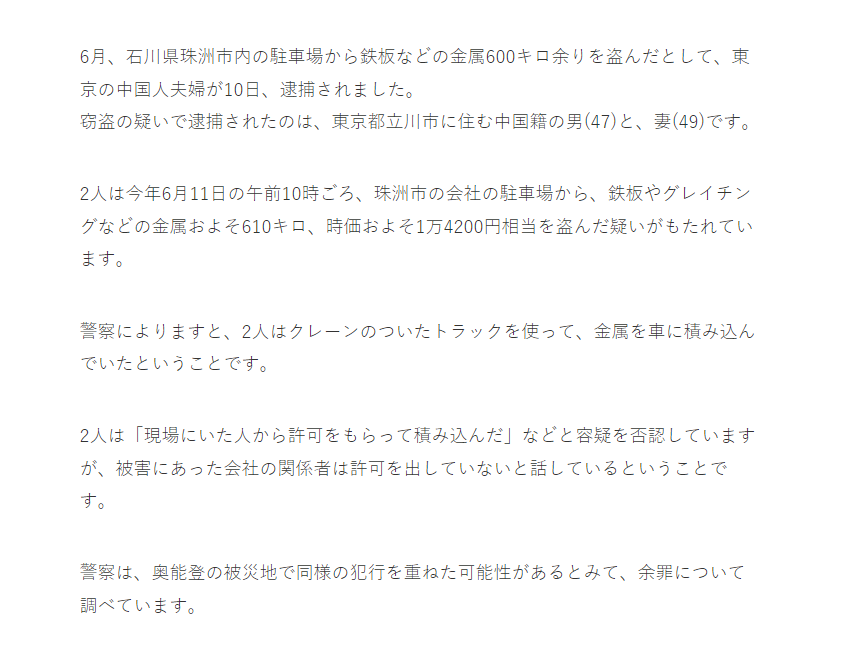 6月、石川県珠洲市内の駐車場から鉄板などの金属600キロ余りを盗んだとして、東
京の中国人夫婦が10日、逮捕されました。
窃盗の疑いで逮捕されたのは、東京都立川市に住む中国籍の男(47)と、妻(49)です。
2人は今年6月11日の午前10時ごろ、珠洲市の会社の駐車場から、鉄板やグレイチン
グなどの金属およそ610キロ、時価およそ1万4200円相当を盗んだ疑いがもたれてい
ます。
警察によりますと、2人はクレーンのついたトラックを使って、金属を車に積み込ん
でいたということです。
2人は「現場にいた人から許可をもらって積み込んだ」などと容疑を否認しています
が、被害にあった会社の関係者は許可を出していないと話しているということで
す。
警察は、奥能登の被災地で同様の犯行を重ねた可能性があるとみて、余罪について
調べています。